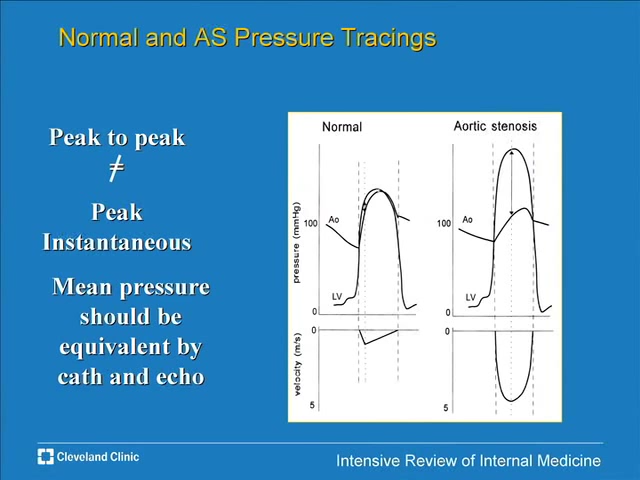 Normal and AS Pressure Tracings
Peak to peak
≠
Peak
Instantaneous
Mean pressure
should be
equivalent by
cath and echo
Normal
Aortic stenosis
pressure (mmHg)
100
Ao
LV
0
100
Ao
LV
0
velocity (m/s)
0
5
0
5
Cleveland Clinic
Intensive Review of Internal Medicine